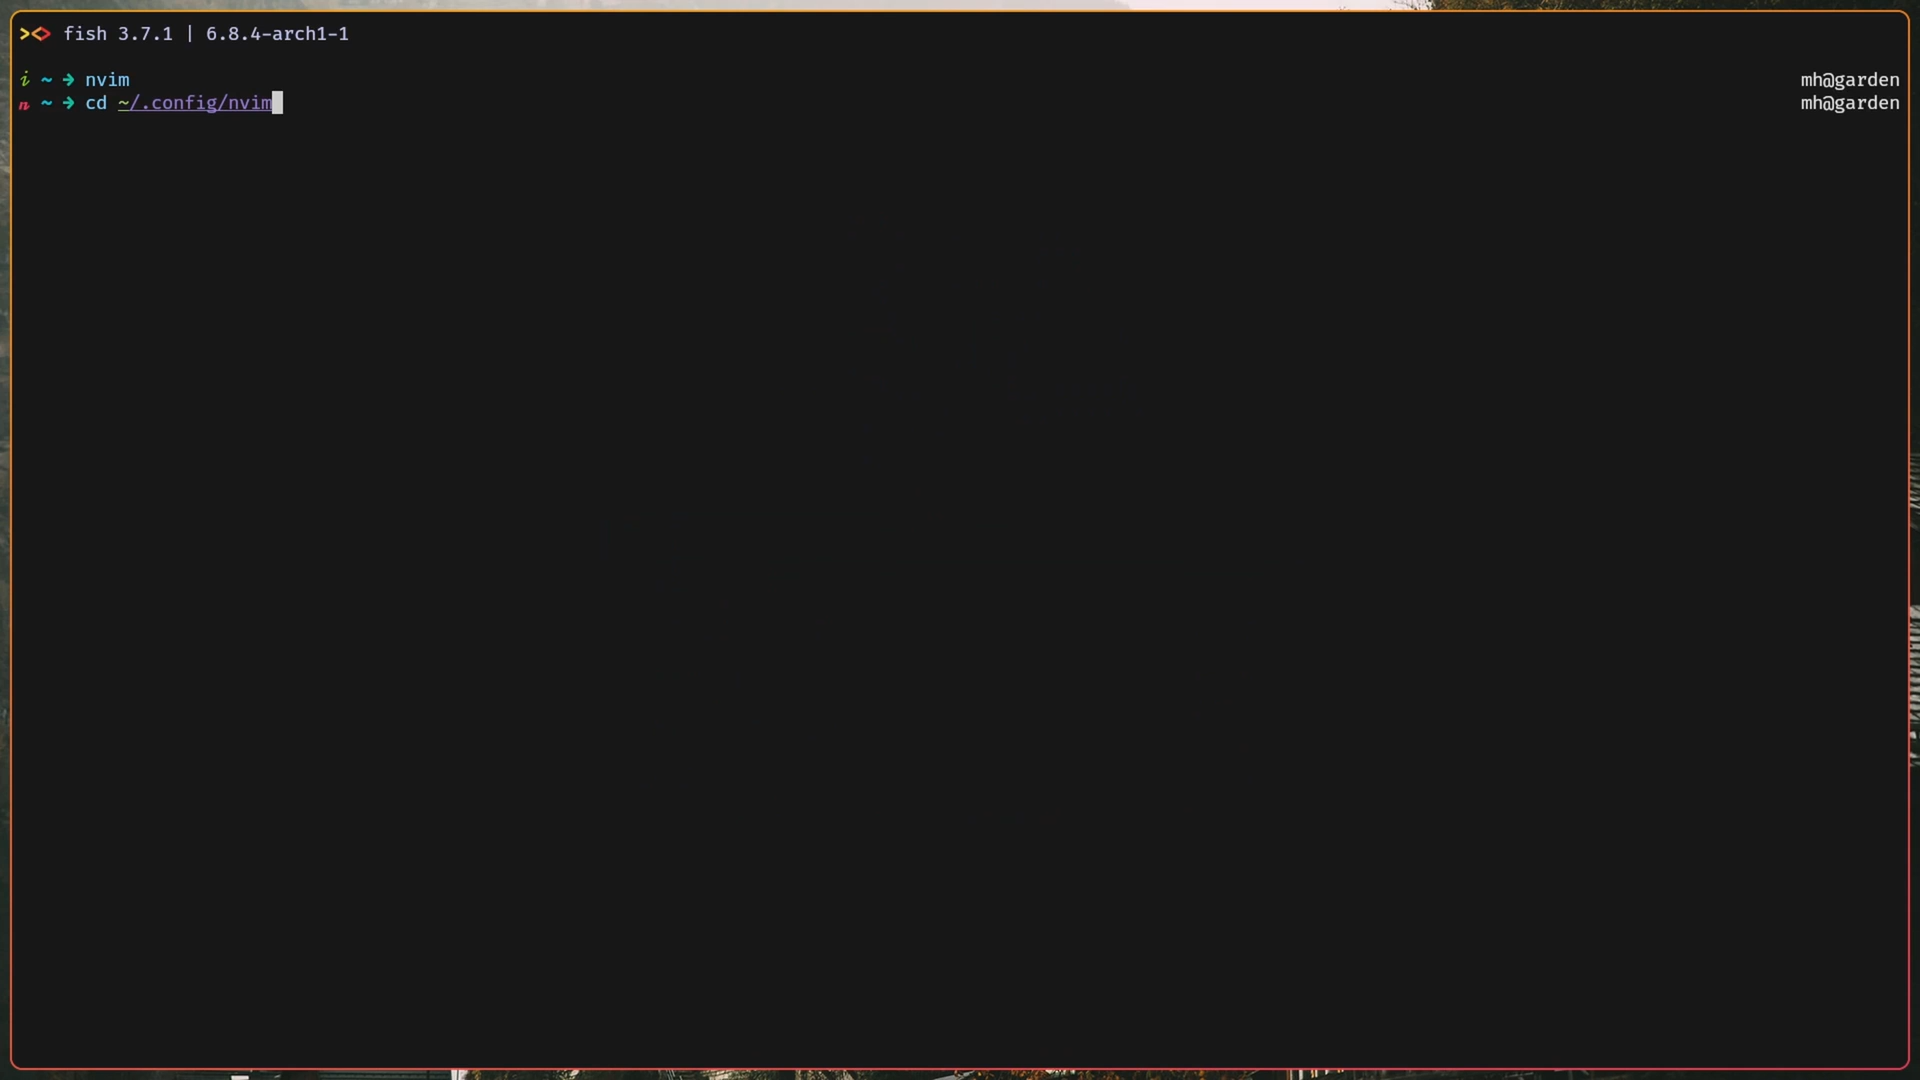 ><> fish 3.7.1 | 6.8.4-arch1-1
i ~ → nvim mh@garden
n ~ → cd ~/.config/nvim mh@garden